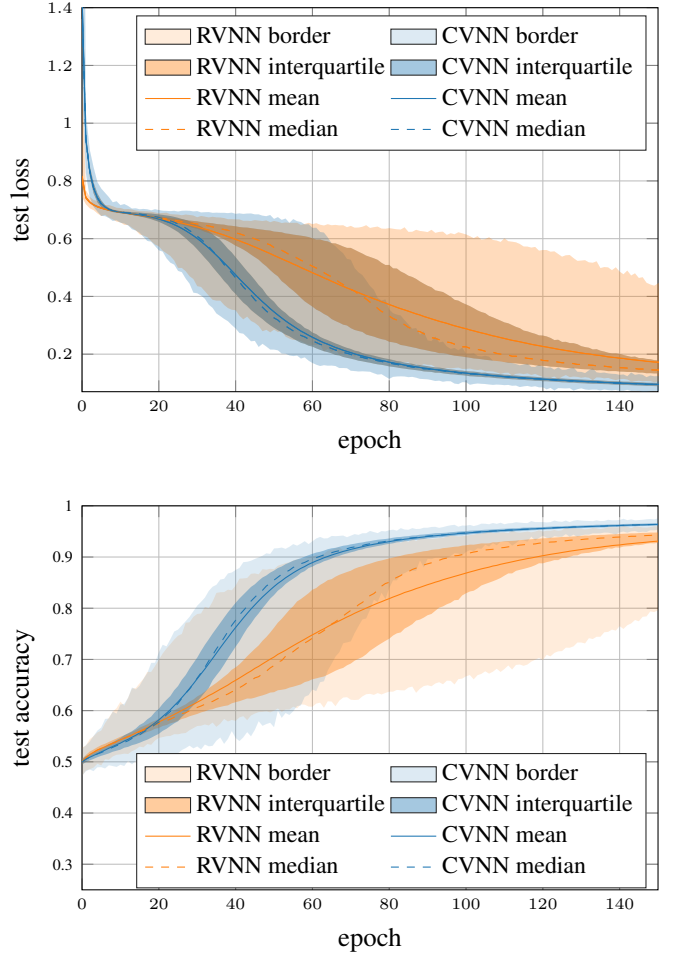 1.4
1.2
1
0.8
0.6
0.4
0.2
test loss
RVNN border
CVNN border
RVNN interquartile
CVNN interquartile
RVNN mean
CVNN mean
RVNN median
CVNN median
0 20 40 60 80 100 120 140
epoch
1
0.9
0.8
0.7
0.6
0.5
0.4
0.3
test accuracy
RVNN border
CVNN border
RVNN interquartile
CVNN interquartile
RVNN mean
CVNN mean
RVNN median
CVNN median
0 20 40 60 80 100 120 140
epoch